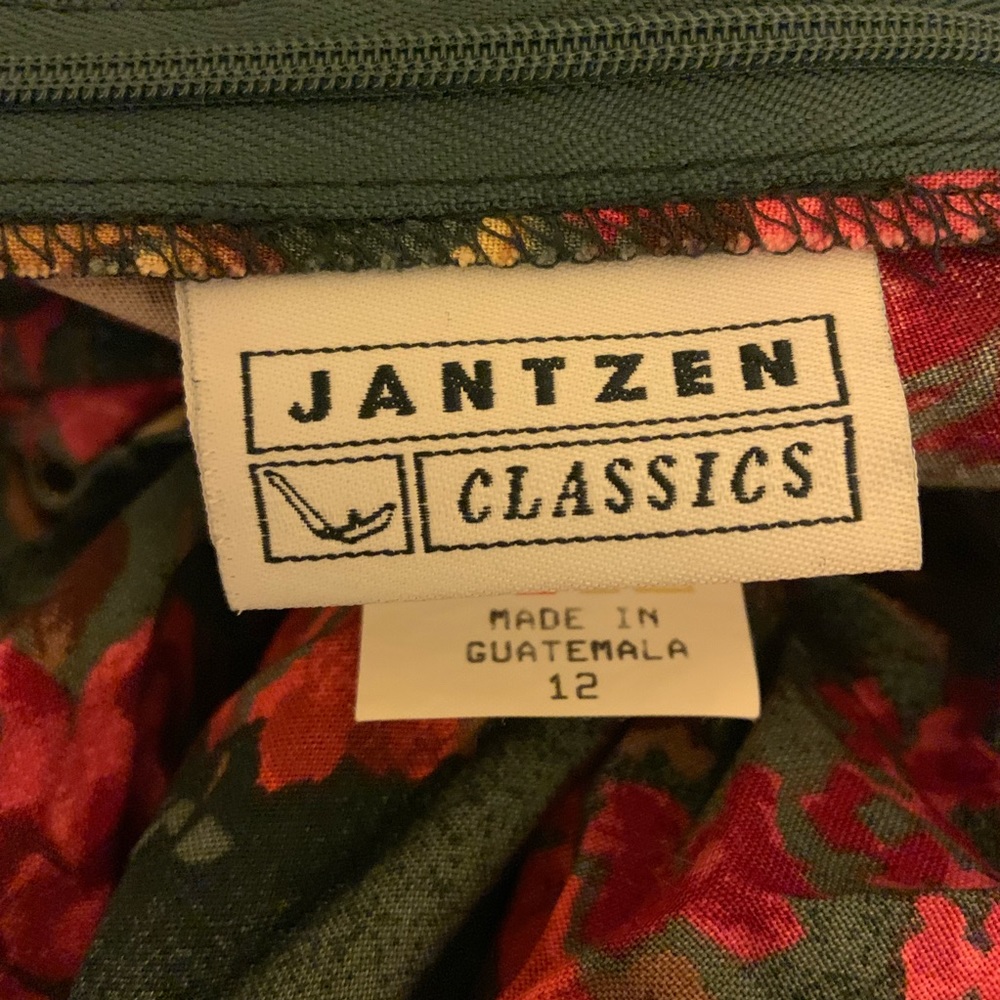 JANTZEN
CLASSICS
MADE IN
GUATEMALA
12